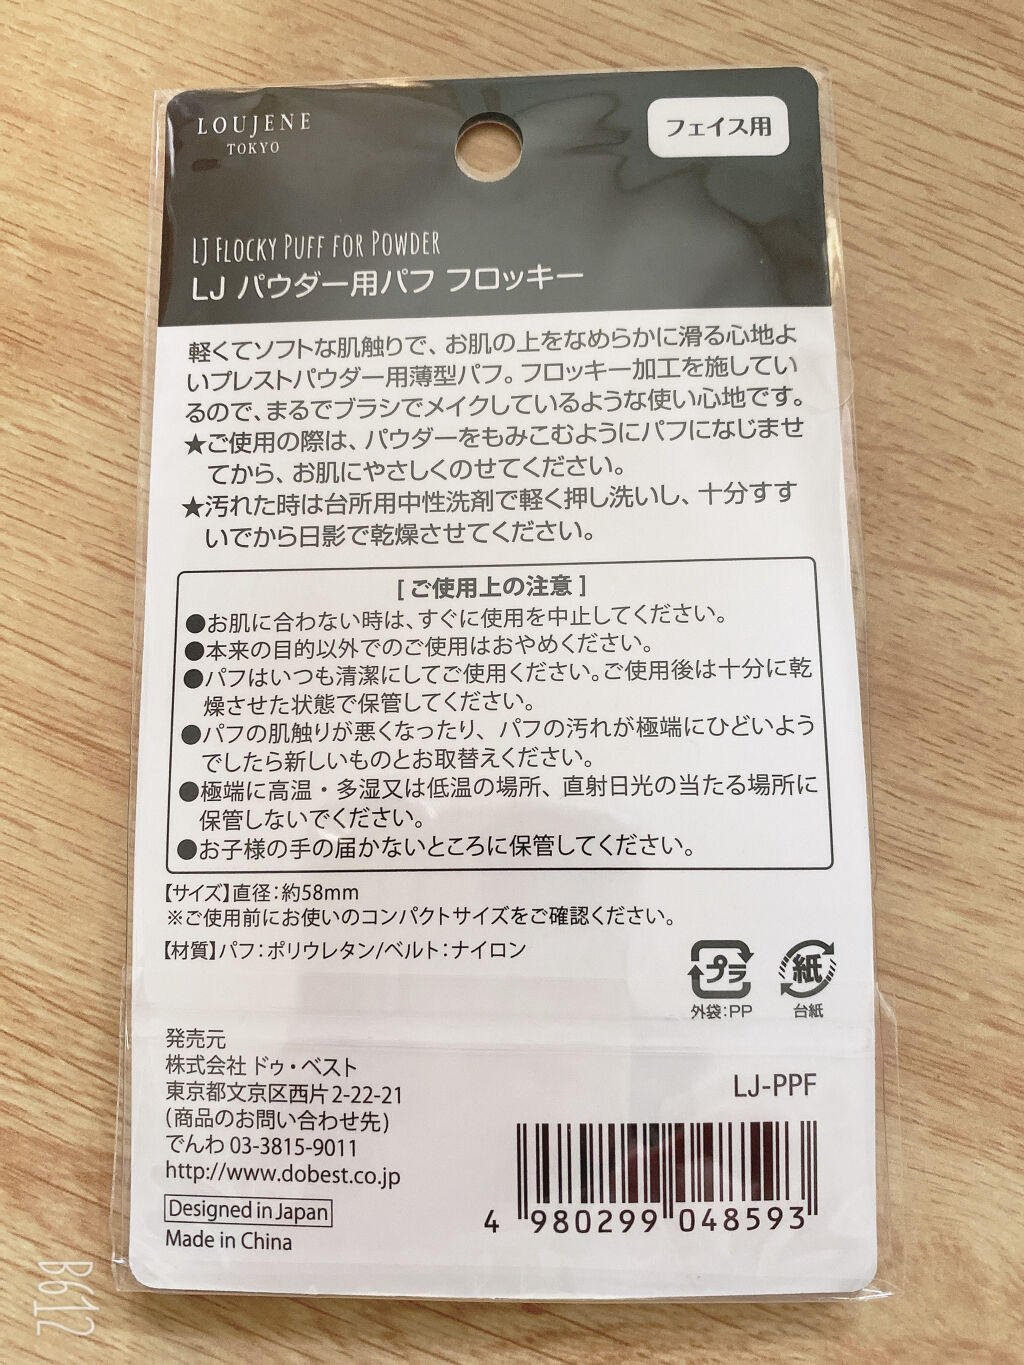 LOUJENE
TOKYO
フェイス用
LJ FLOCKY PUFF FOR POWDER
LJ パウダー用パフ フロッキー
軽くてソフトな肌触りで、お肌の上をなめらかに滑る心地よ
いプレストパウダー用薄型パフ。フロッキー加工を施してい
るので、まるでブラシでメイクしているような使い心地です。
★ご使用の際は、パウダーをもみこむようにパフになじませ
てから、お肌にやさしくのせてください。
★汚れた時は台所用中性洗剤で軽く押し洗いし、十分すす
いでから日影で乾燥させてください。
[ご使用上の注意]
●お肌に合わない時は、すぐに使用を中止してください。
●本来の目的以外でのご使用はおやめください。
●パフはいつも清潔にしてご使用ください。ご使用後は十分に乾
燥させた状態で保管してください。
●パフの肌触りが悪くなったり、パフの汚れが極端にひどいよう
でしたら新しいものとお取替えください。
●極端に高温・多湿又は低温の場所、直射日光の当たる場所に
保管しないでください。
●お子様の手の届かないところに保管してください。
【サイズ】直径：約58mm
※ご使用前にお使いのコンパクトサイズをご確認ください。
【材質】パフ：ポリウレタン/ベルト：ナイロン
プラ
紙
外袋：PP
台紙
発売元
株式会社 ドゥ・ベスト
東京都文京区西片2-22-21
(商品のお問い合わせ先)
でんわ 03-3815-9011
http://www.dobest.co.jp
Designed in Japan
Made in China
LJ-PPF
4 980299 048593
B612